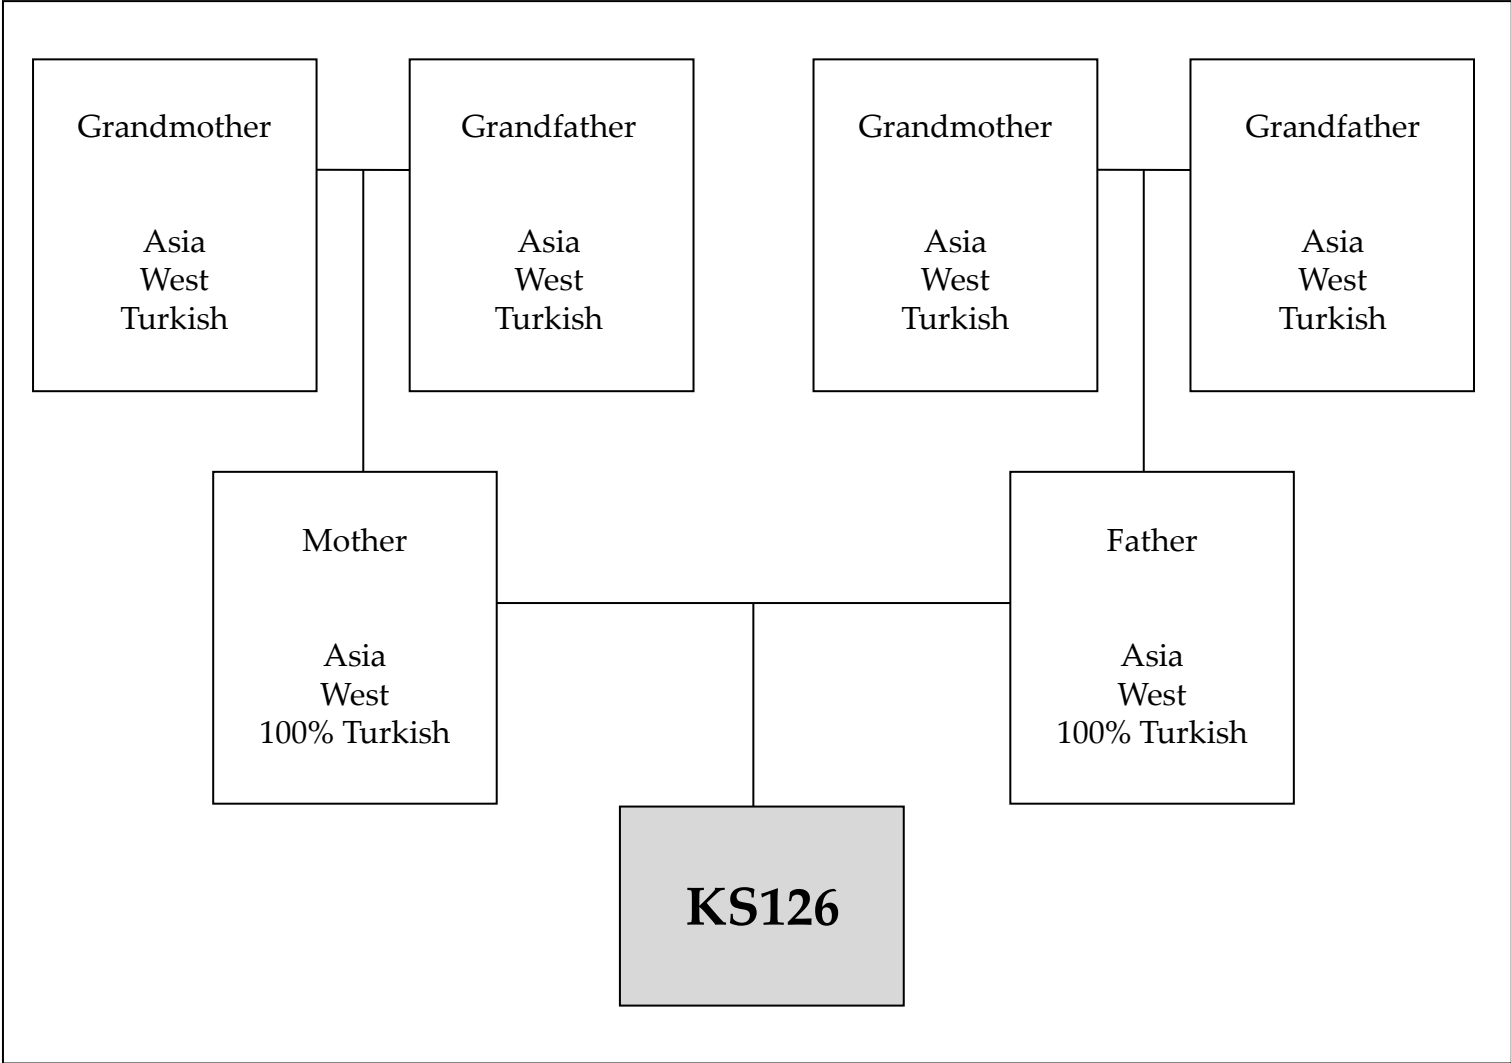 Grandmother
Asia
West
Turkish
Grandfather
Asia
West
Turkish
Grandmother
Asia
West
Turkish
Grandfather
Asia
West
Turkish
Mother
Asia
West
100% Turkish
Father
Asia
West
100% Turkish
KS126